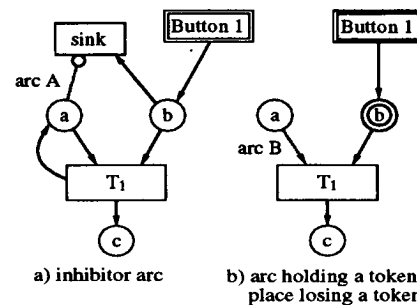 sink
Button 1
arc A
a
b
T1
c
a) inhibitor arc
Button 1
a
b
arc B
T1
c
b) arc holding a token
place losing a token